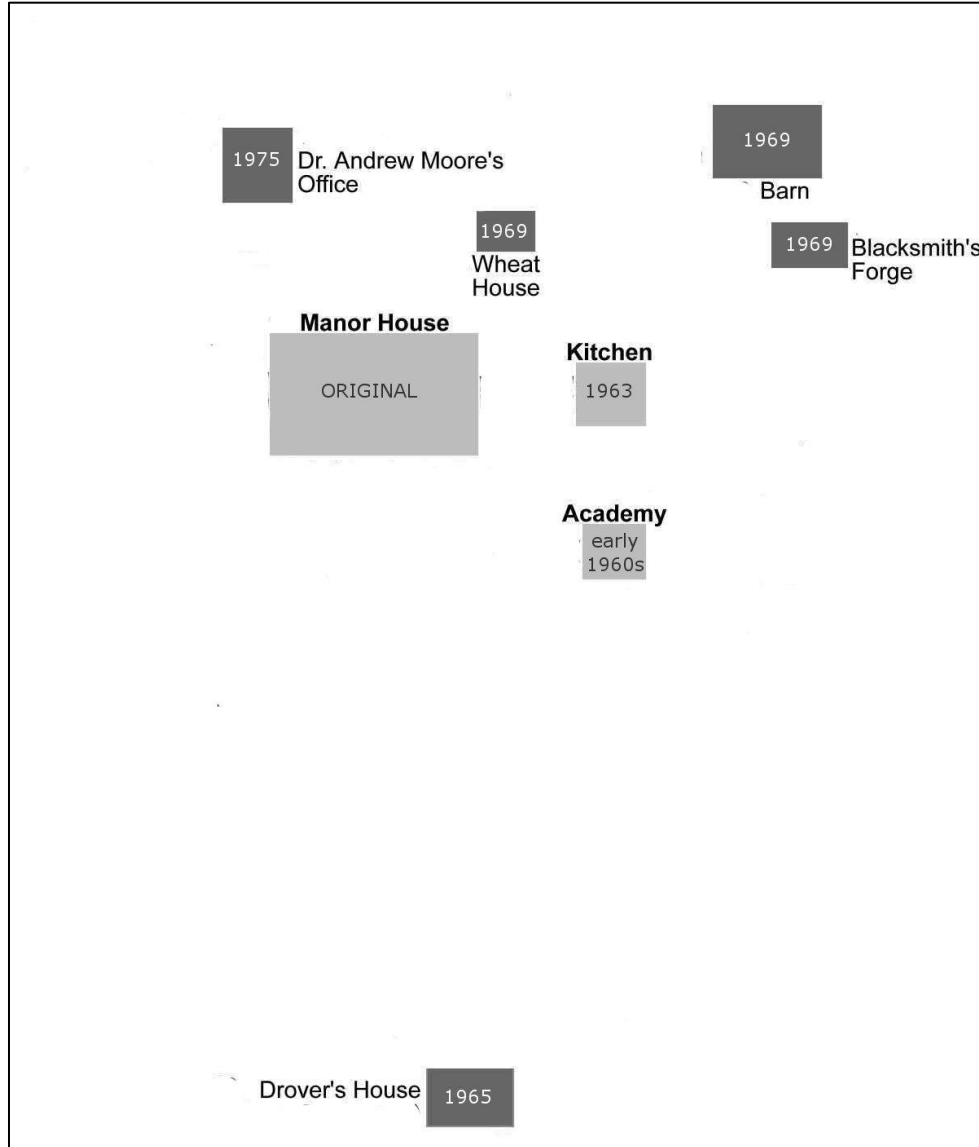 1975
Dr. Andrew Moore's
Office
1969
Barn
1969
Wheat
House
1969
Blacksmith's
Forge
Manor House
ORIGINAL
Kitchen
1963
Academy
early
1960s
Drover's House
1965